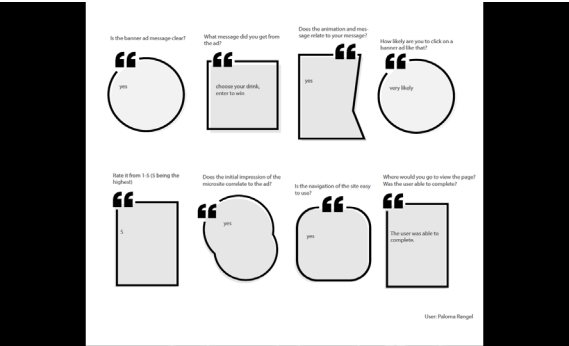 Is the banner ad message clear?
What message did you get from
the ad?
Does the animation and mes-
sage relate to your message?
How likely are you to click on a
banner ad like that?
yes
choose your drink,
enter to win
yes
very likely
Rate it from 1-5 (5 being the
highest)
Does the initial impression of the
microsite correlate to the ad?
Is the navigation of the site easy
to use?
Where would you go to view the page?
Was the user able to complete?
5
yes
yes
The user was able to
complete.
User: Paloma Rangel